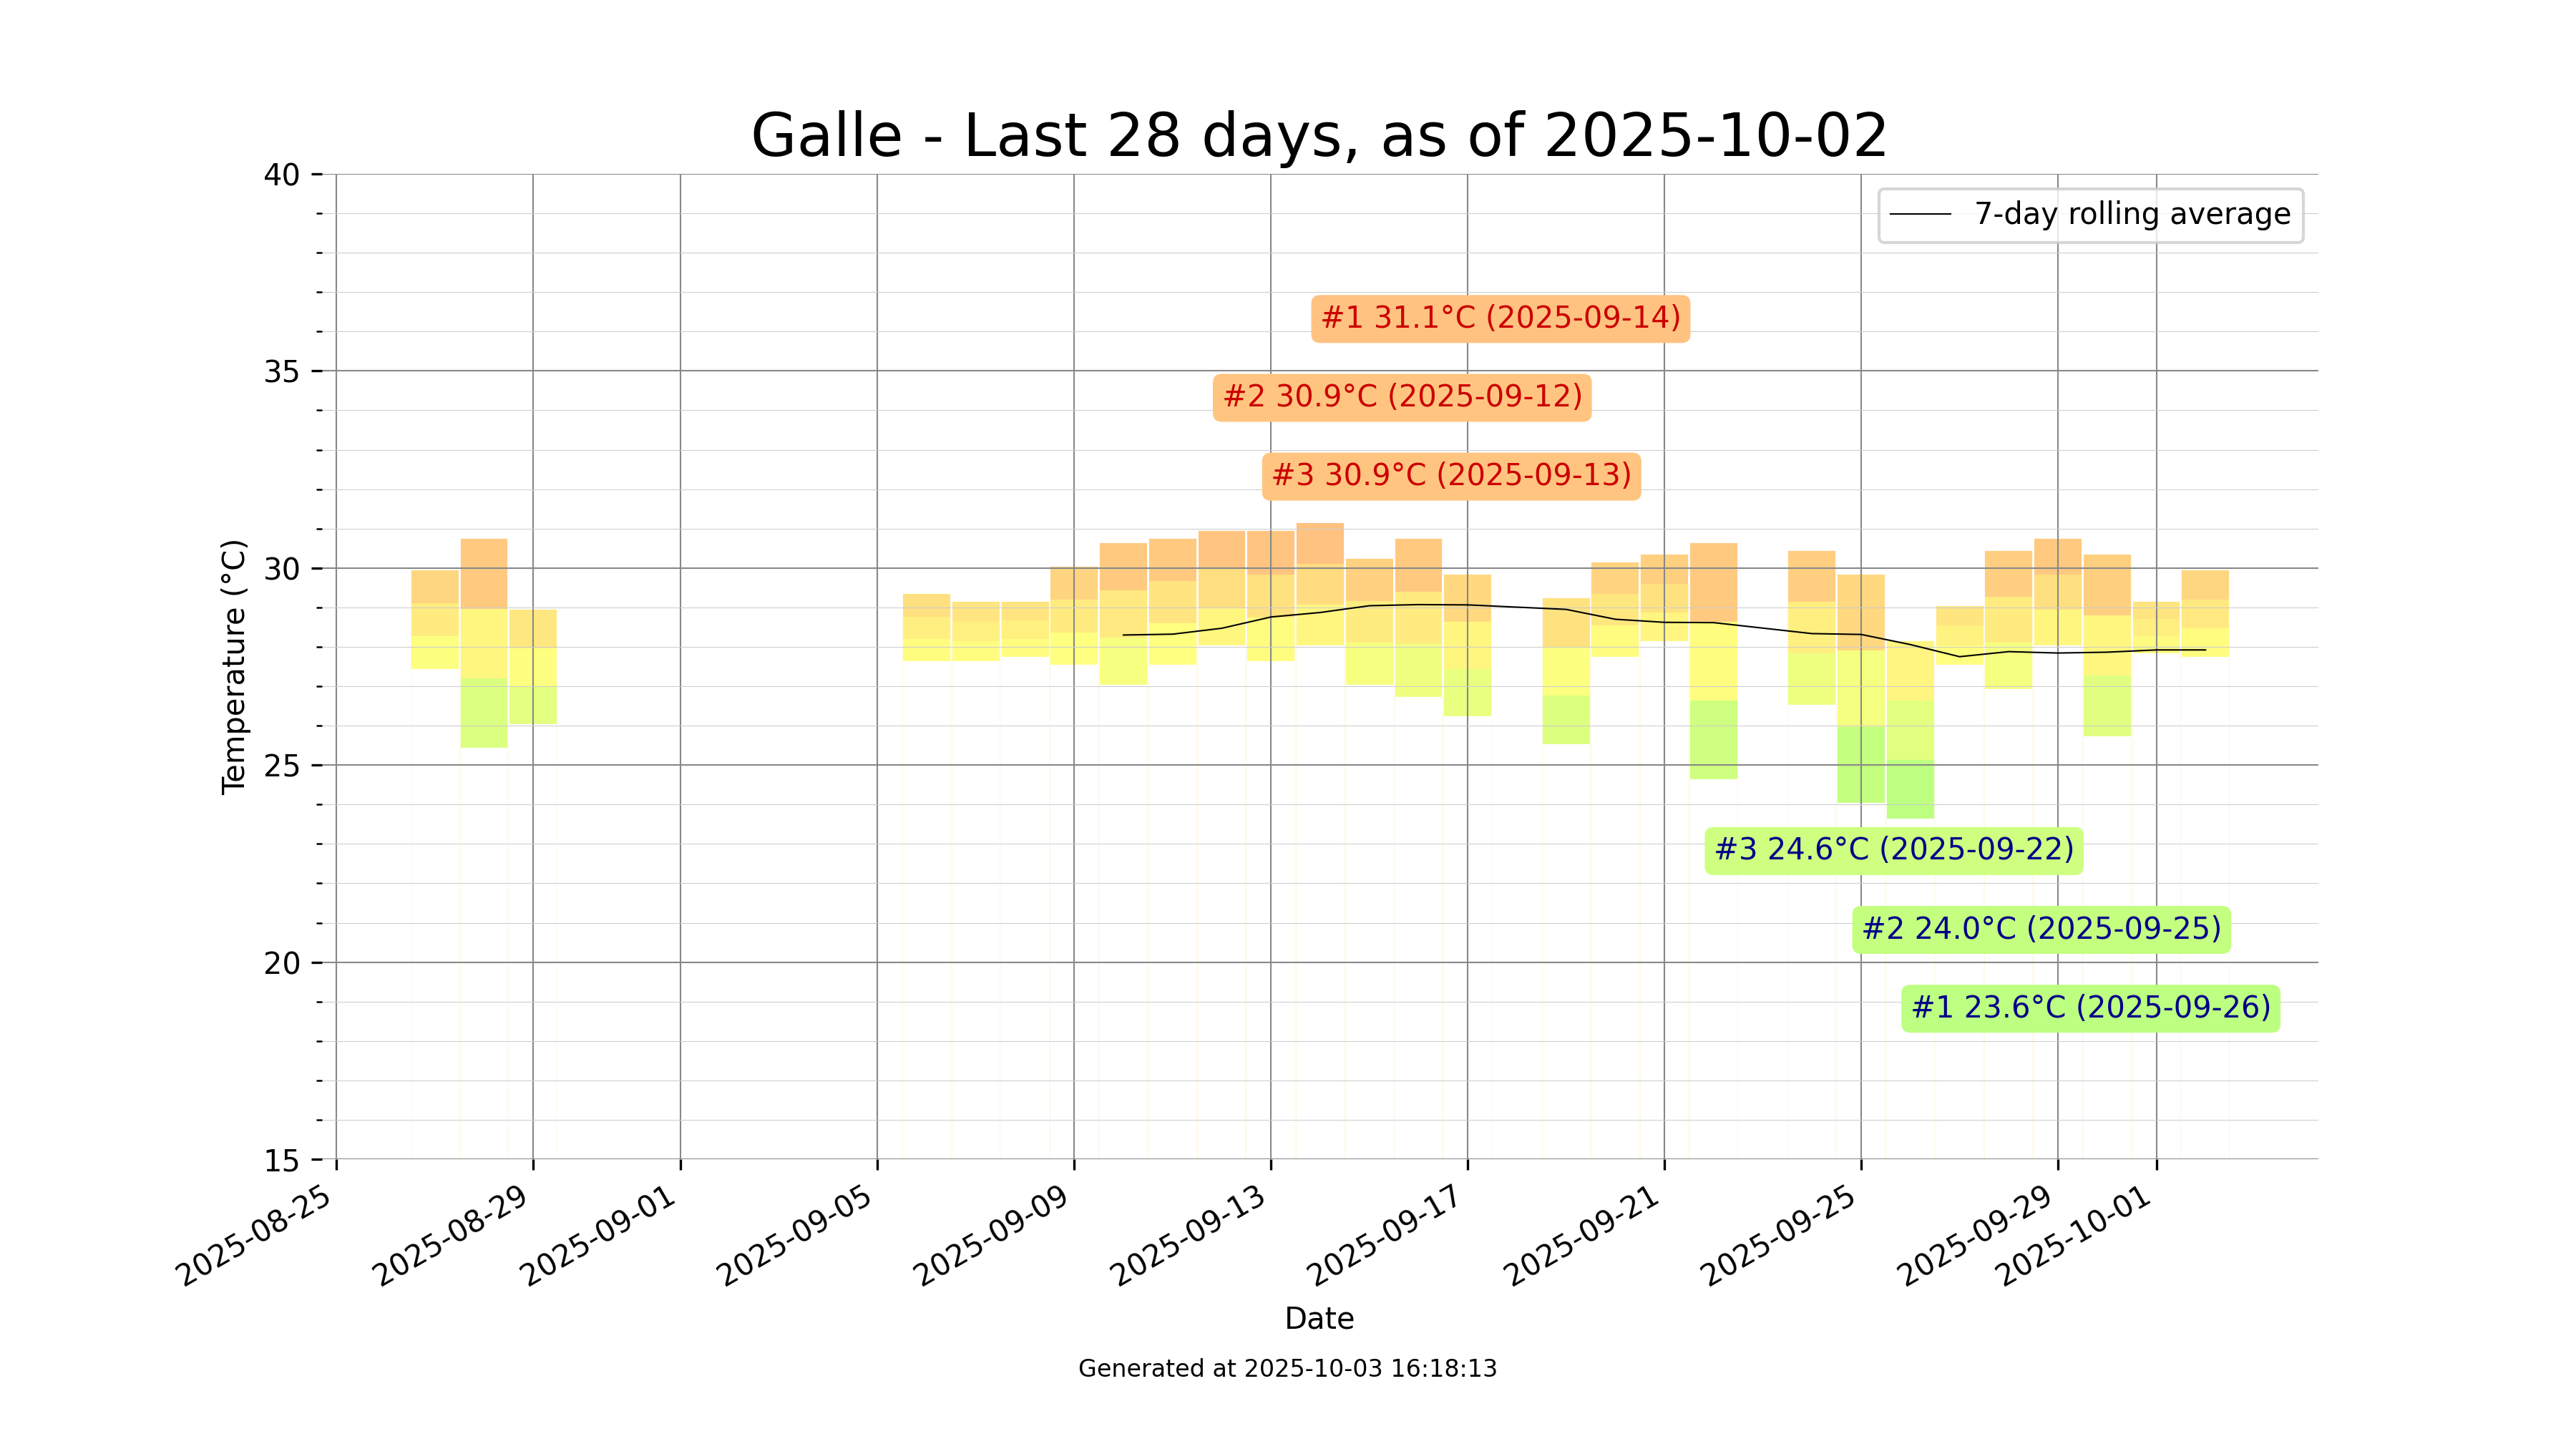 Galle - Last 28 days, as of 2025-10-02
7-day rolling average
#1 31.1°C (2025-09-14)
#2 30.9°C (2025-09-12)
#3 30.9°C (2025-09-13)
#3 24.6°C (2025-09-22)
#2 24.0°C (2025-09-25)
#1 23.6°C (2025-09-26)
Temperature (°C)
40
35
30
25
20
15
2025-08-25
2025-08-29
2025-09-01
2025-09-05
2025-09-09
2025-09-13
2025-09-17
2025-09-21
2025-09-25
2025-09-29
2025-10-01
Date
Generated at 2025-10-03 16:18:13